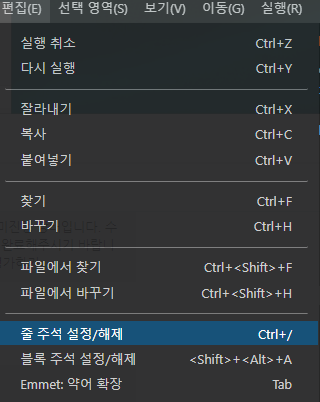 편집(E) 선택 영역(S) 보기(V) 이동(G) 실행(R)
실행 취소 Ctrl+Z
다시 실행 Ctrl+Y
잘라내기 Ctrl+X
복사 Ctrl+C
붙여넣기 Ctrl+V
찾기 Ctrl+F
바꾸기 Ctrl+H
파일에서 찾기 Ctrl+<Shift>+F
파일에서 바꾸기 Ctrl+<Shift>+H
줄 주석 설정/해제 Ctrl+/
블록 주석 설정/해제 <Shift>+<Alt>+A
Emmet: 약어 확장 Tab